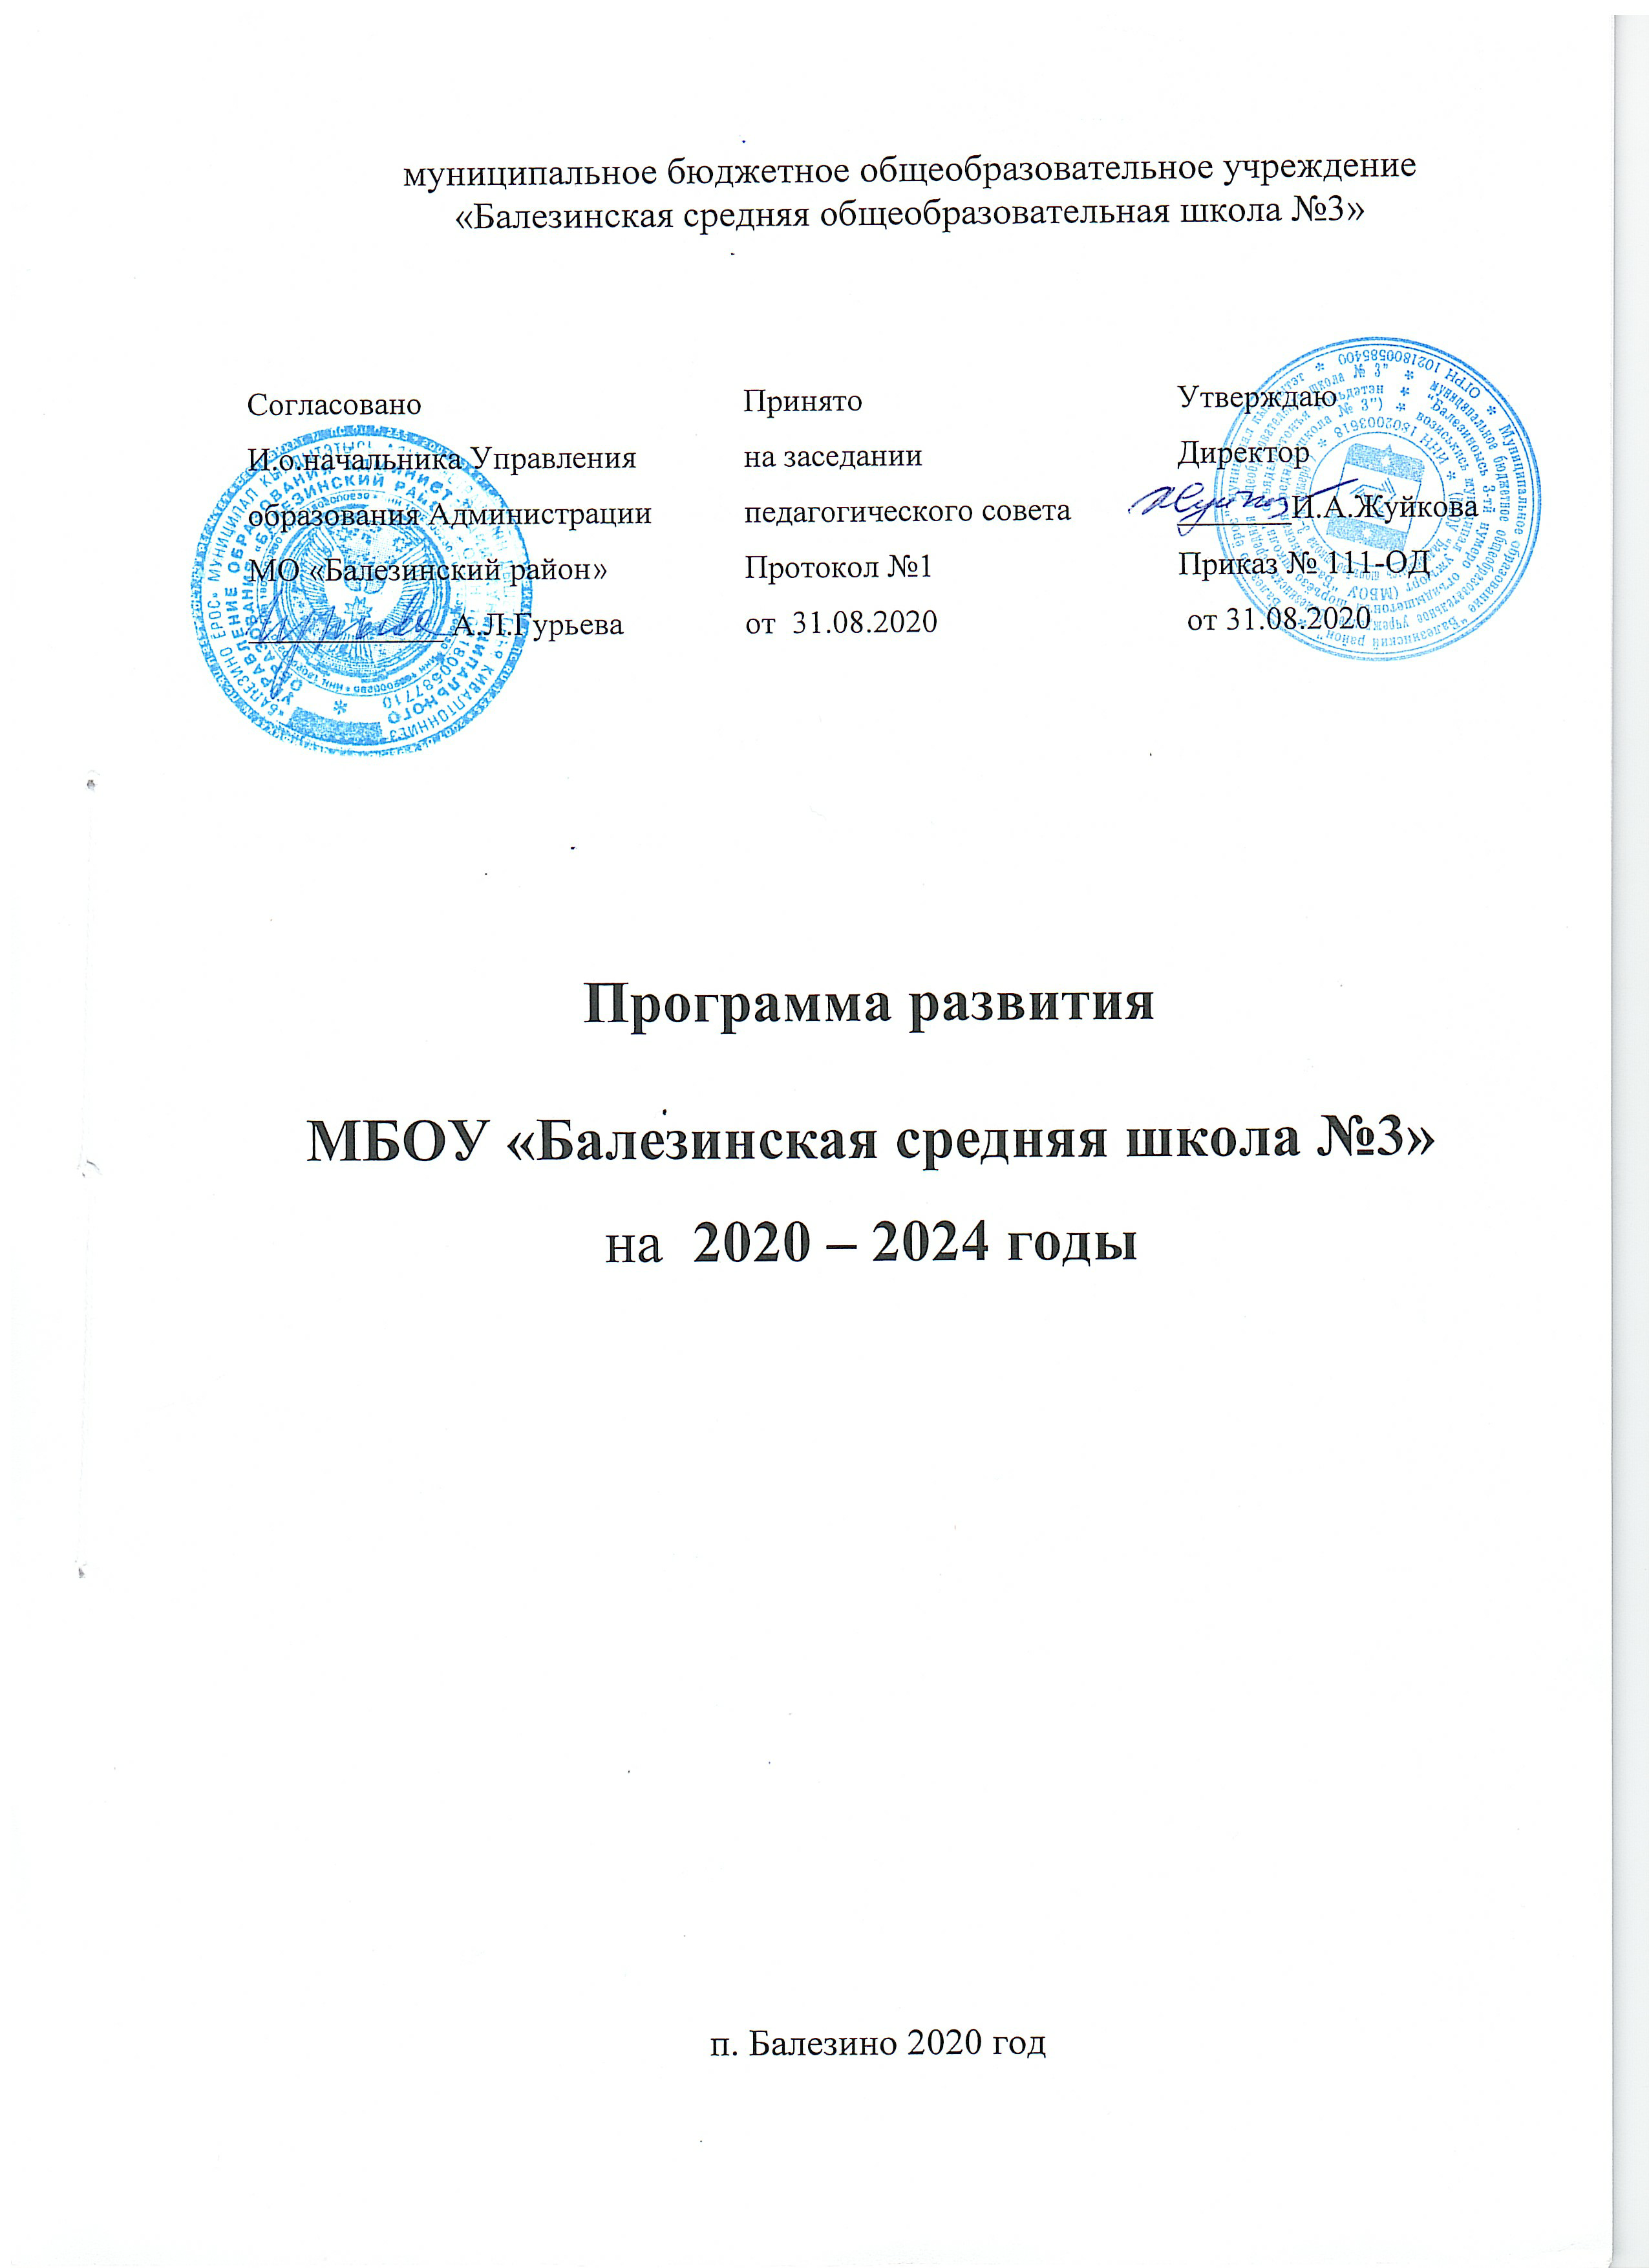 муниципальное бюджетное общеобразовательное учреждение
«Балезинская средняя общеобразовательная школа №3»
Согласовано
И.о.начальника Управления
образования Администрации
МО «Балезинский район»
А.Л.Гурьева
Принято
на заседании
педагогического совета
Протокол №1
от 31.08.2020
Утверждаю
Директор
И.А.Жуйкова
Приказ № 111-ОД
от 31.08.2020
Программа развития
МБОУ «Балезинская средняя школа №3»
на 2020 – 2024 годы
п. Балезино 2020 год